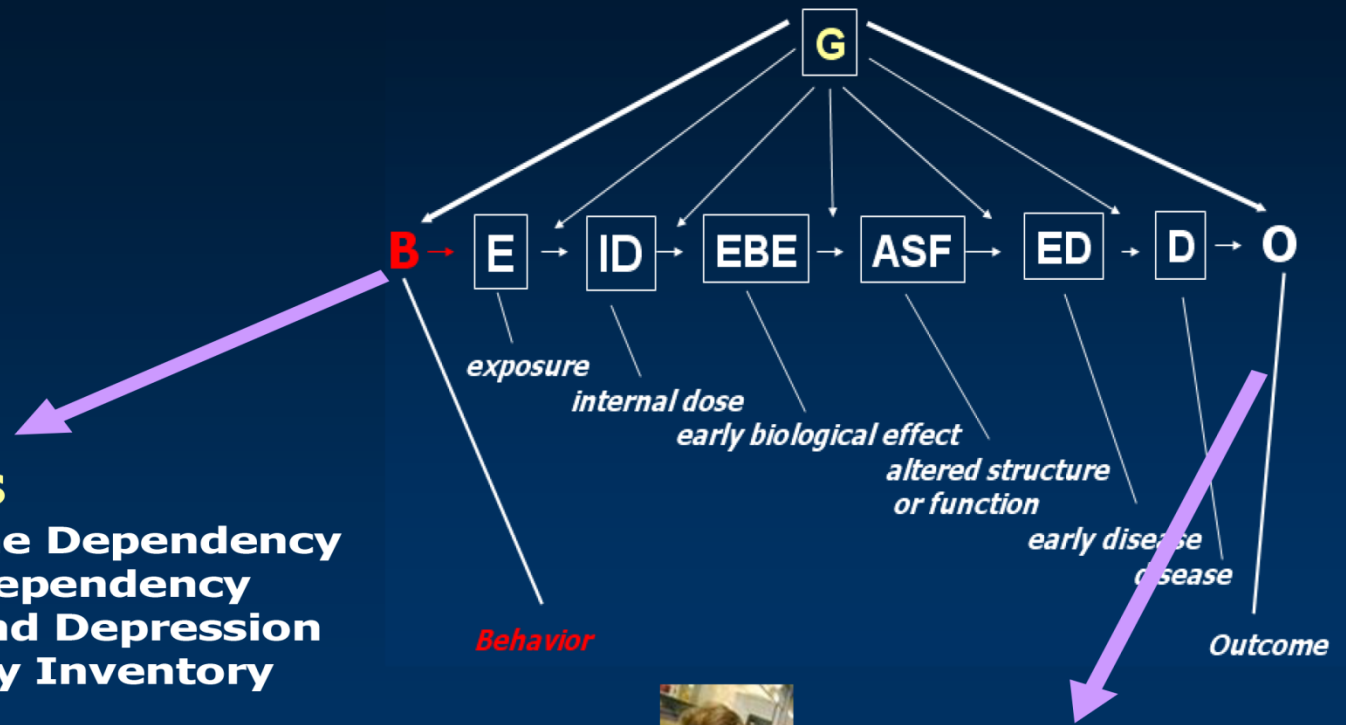 G
B → E → ID → EBE → ASF → ED → D → O
exposure
internal dose
early biological effect
altered structure
or function
early disease
disease
Behavior
Outcome
s
e Dependency
ependency
nd Depression
y Inventory